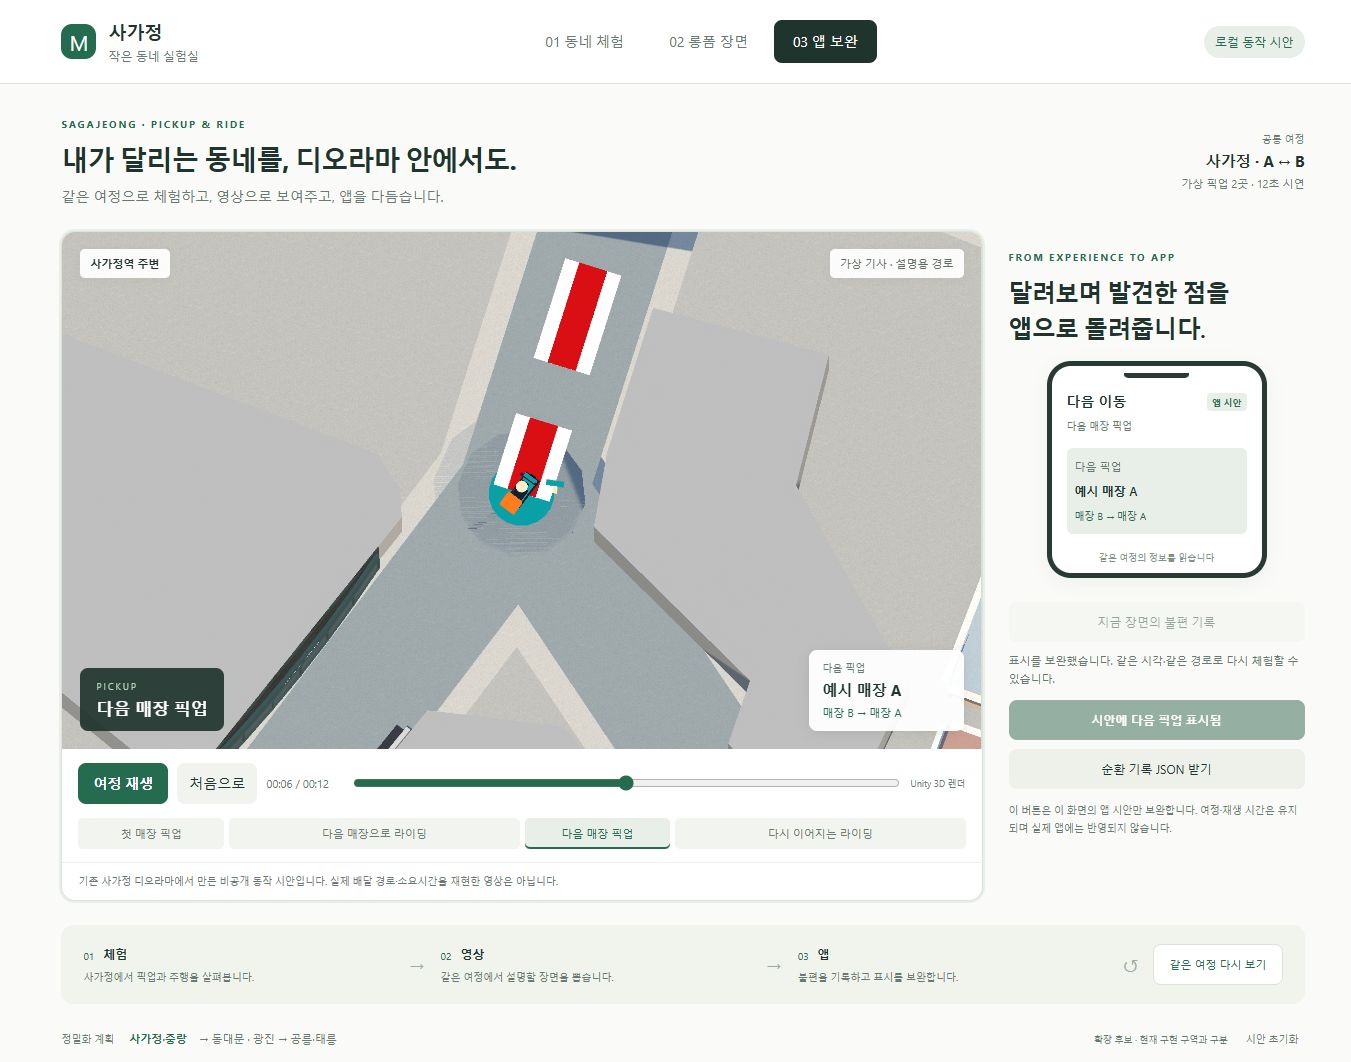 M
사가정
작은 동네 실험실
01 동네 체험
02 롱폼 장면
03 앱 보완
로컬 동작 시안
SAGAJEONG · PICKUP & RIDE
내가 달리는 동네를, 디오라마 안에서도.
같은 여정으로 체험하고, 영상으로 보여주고, 앱을 다듬습니다.
공통 여정
사가정 · A ↔ B
가상 픽업 2곳 · 12초 시연
사가정역 주변
가상 기사 · 설명용 경로
PICKUP
다음 매장 픽업
다음 픽업
예시 매장 A
매장 B → 매장 A
여정 재생
처음으로
00:06 / 00:12
Unity 3D 렌더
첫 매장 픽업
다음 매장으로 라이딩
다음 매장 픽업
다시 이어지는 라이딩
기존 사가정 디오라마에서 만든 비공개 동작 시안입니다. 실제 배달 경로·소요시간을 재현한 영상은 아닙니다.
FROM EXPERIENCE TO APP
달려보며 발견한 점을
앱으로 돌려줍니다.
다음 이동
앱 시안
다음 매장 픽업
다음 픽업
예시 매장 A
매장 B → 매장 A
같은 여정의 정보를 읽습니다
지금 장면의 불편 기록
표시를 보완했습니다. 같은 시각·같은 경로로 다시 체험할 수
있습니다.
시안에 다음 픽업 표시됨
순환 기록 JSON 받기
이 버튼은 이 화면의 앱 시안만 보완합니다. 여정·재생 시간은 유지
되며 실제 앱에는 반영되지 않습니다.
01 체험
사가정에서 픽업과 주행을 살펴봅니다.
→
02 영상
같은 여정에서 설명할 장면을 뽑습니다.
→
03 앱
불편을 기록하고 표시를 보완합니다.
↺
같은 여정 다시 보기
정밀화 계획 사가정·중랑 → 동대문 · 광진 → 공릉·태릉
확장 후보 · 현재 구현 구역과 구분
시안 초기화